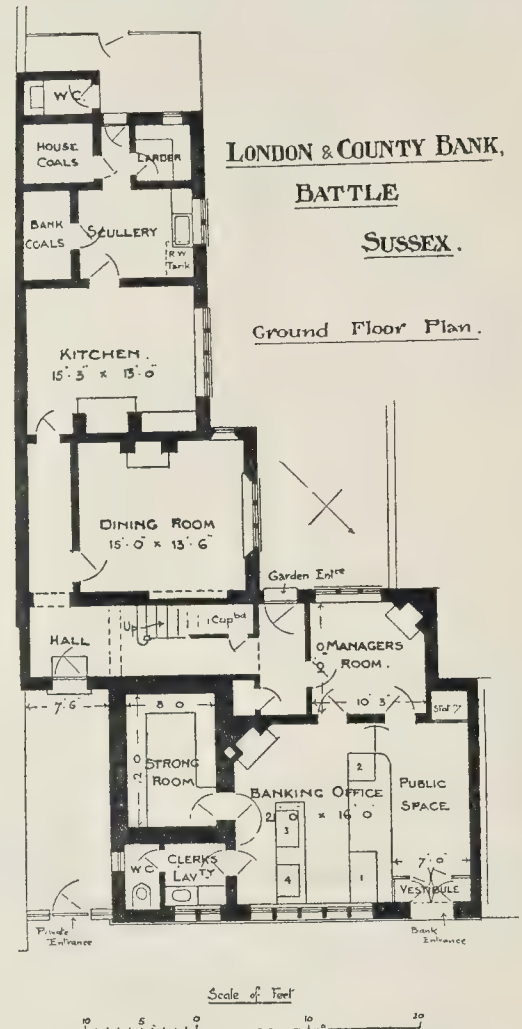 LONDON & COUNTY BANK,
BATTLE
SUSSEX.
Ground Floor Plan.
W.C.
HOUSE
COALS
LARDER
BANK
COALS
SCULLERY
R.W
Tank
KITCHEN.
15'·3" × 13'·0"
DINING ROOM
15'·0" × 13'·6"
Garden Entce
Up
Cupbd
HALL
MANAGERS
ROOM.
10'3"
7'·6"
8'0"
Staty
STRONG
ROOM
BANKING OFFICE
× 16'0"
PUBLIC
SPACE
2
3
4
1
7'·0"
VESTIBULE
W.C
CLERKS
LAVTY
Private
Entrance
Bank
Entrance
Scale of Feet
10 5 0 10 20